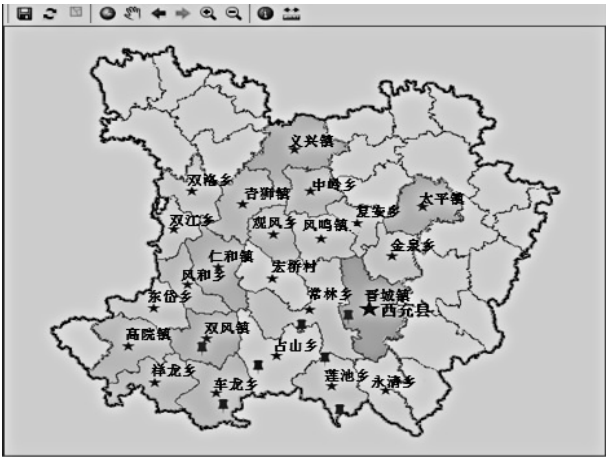 义兴镇
双洛乡
中岭乡
青狮镇
太平镇
双江乡
观凤乡
凤鸣镇
复安乡
金泉乡
仁和镇
宏桥村
凤和乡
东岱乡
常林乡
晋城镇
西充县
高院镇
双凤镇
占山乡
祥龙乡
车龙乡
莲池乡
永清乡